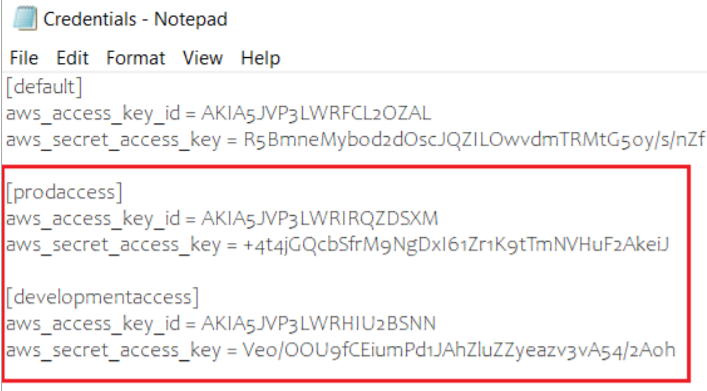 Credentials - Notepad
File Edit Format View Help
[default]
aws_access_key_id = AKIA5JVP3LWRFCL2OZAL
aws_secret_access_key = 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
[prodaccess]
aws_access_key_id = AKIA5JVP3LWRIRQZDSXM
aws_secret_access_key = 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
[developmentaccess]
aws_access_key_id = AKIA5JVP3LWRHIU2BSNN
aws_secret_access_key = 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